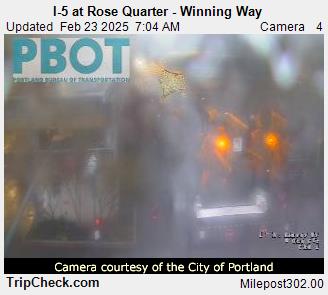 I-5 at Rose Quarter - Winning Way
Updated Feb 23 2025 7:04 AM Camera 4
PBOT
PORTLAND BUREAU OF TRANSPORTATION
Camera courtesy of the City of Portland
TripCheck.com Milepost302.00